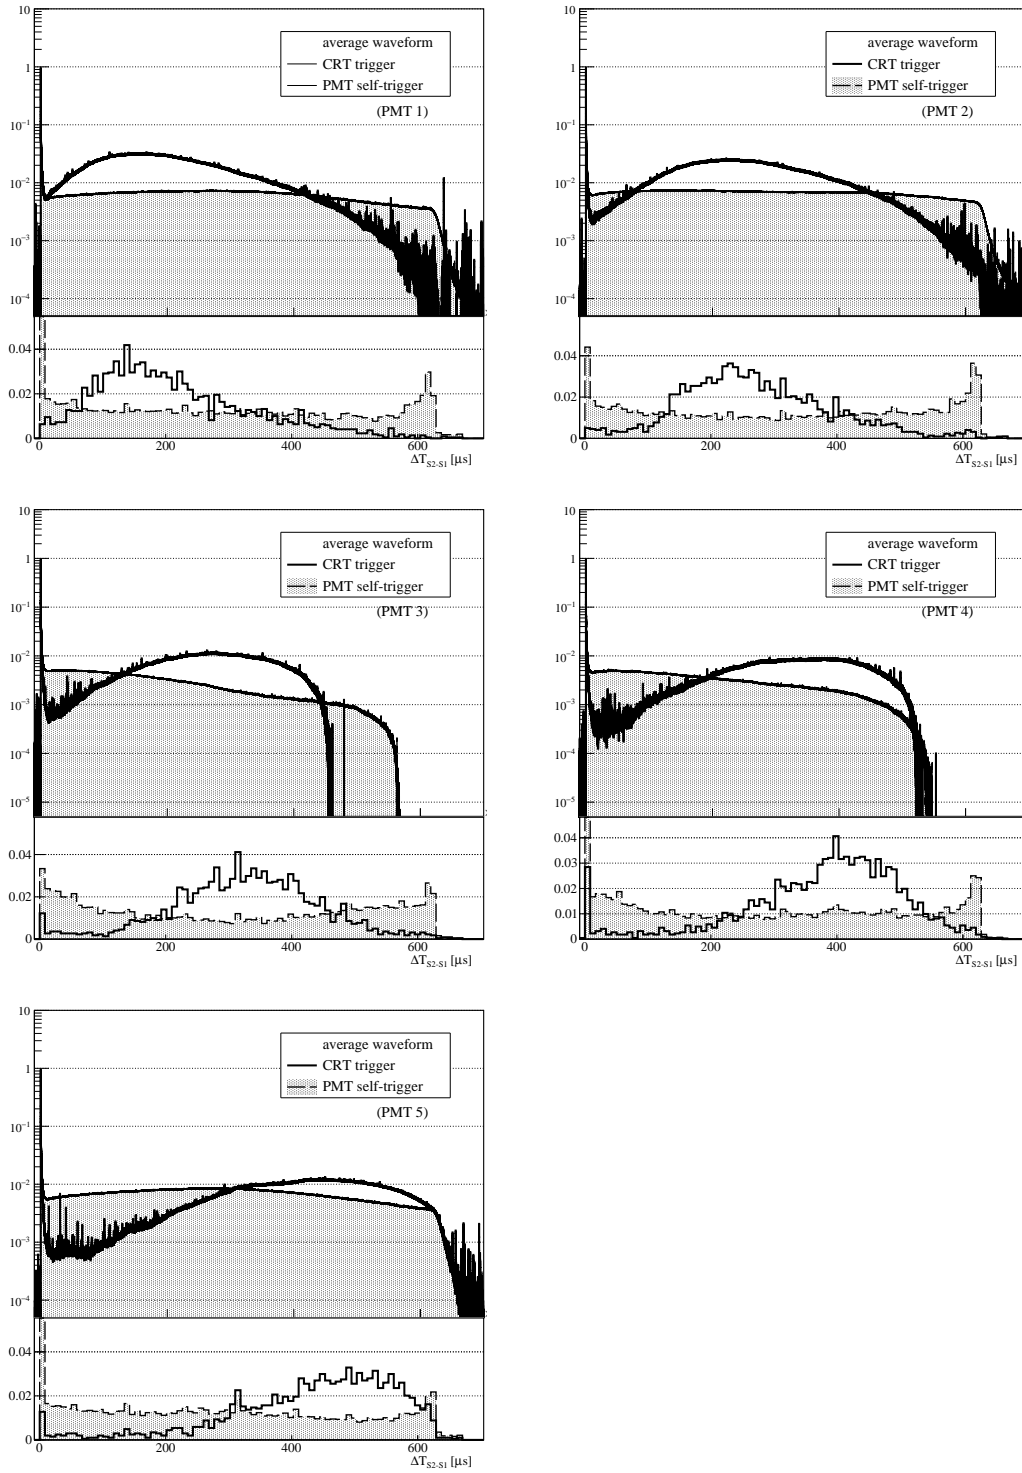 10
average waveform
1
CRT trigger
PMT self-trigger
(PMT 1)
10⁻¹
10⁻²
10⁻³
10⁻⁴
0.04
0.02
0
0 200 400 600
ΔT_S2-S1 [μs]
10
average waveform
1
CRT trigger
PMT self-trigger
(PMT 2)
10⁻¹
10⁻²
10⁻³
10⁻⁴
0.04
0.02
0
0 200 400 600
ΔT_S2-S1 [μs]
10
average waveform
1
CRT trigger
PMT self-trigger
(PMT 3)
10⁻¹
10⁻²
10⁻³
10⁻⁴
10⁻⁵
0.04
0.02
0
0 200 400 600
ΔT_S2-S1 [μs]
10
average waveform
1
CRT trigger
PMT self-trigger
(PMT 4)
10⁻¹
10⁻²
10⁻³
10⁻⁴
10⁻⁵
0.04
0.03
0.02
0.01
0
0 200 400 600
ΔT_S2-S1 [μs]
10
average waveform
1
CRT trigger
PMT self-trigger
(PMT 5)
10⁻¹
10⁻²
10⁻³
10⁻⁴
0.04
0.02
0
0 200 400 600
ΔT_S2-S1 [μs]